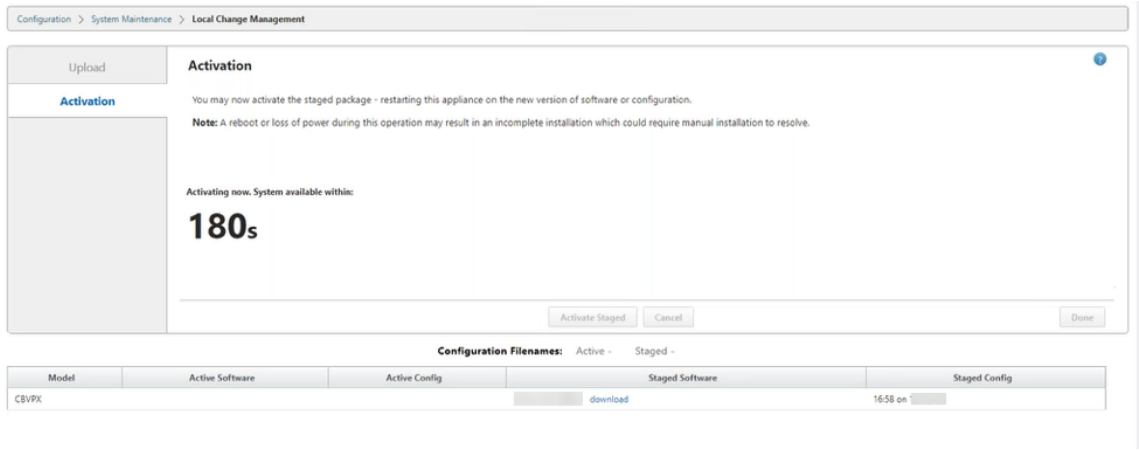 Configuration > System Maintenance > Local Change Management
Upload
Activation
Activation
You may now activate the staged package - restarting this appliance on the new version of software or configuration.
Note: A reboot or loss of power during this operation may result in an incomplete installation which could require manual installation to resolve.
Activating now. System available within:
180s
Activate Staged Cancel Done
Configuration Filenames: Active - Staged -
Model Active Software Active Config Staged Software Staged Config
CBVPX download 16:58 on